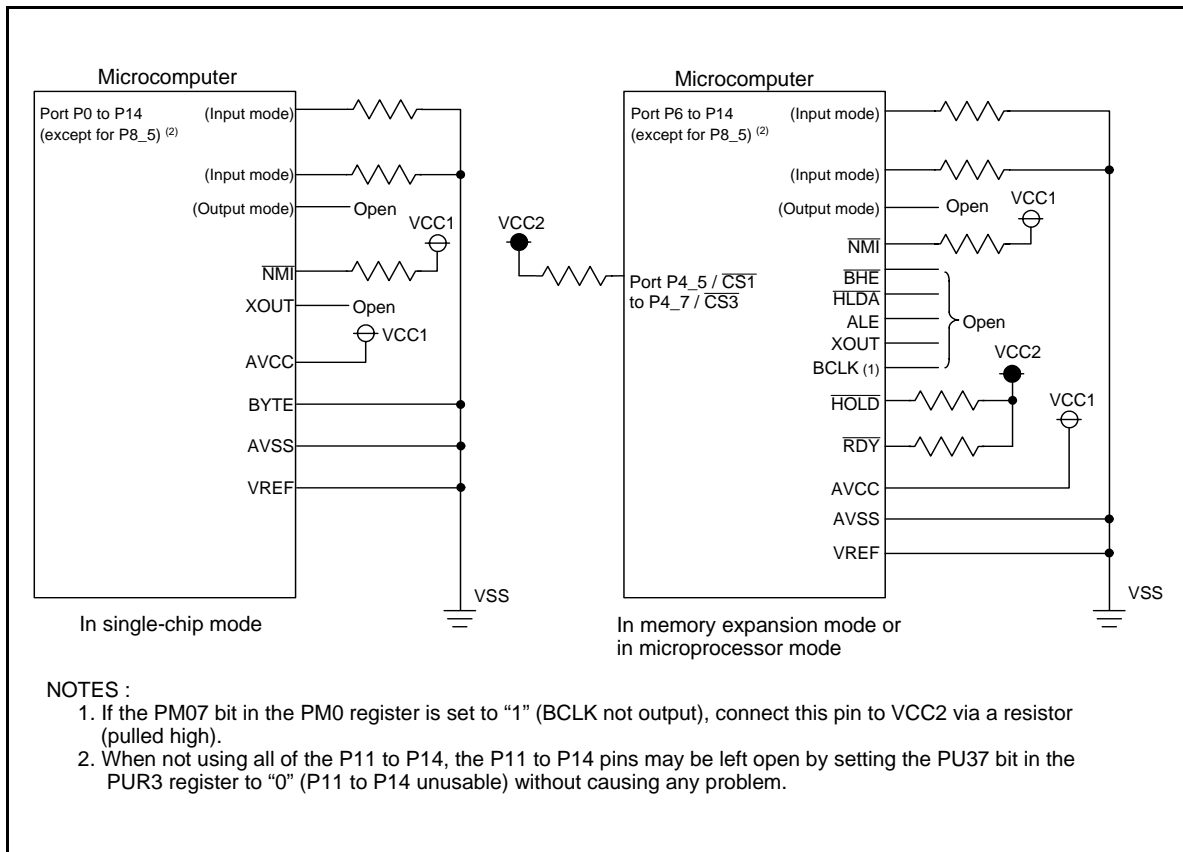 Microcomputer
Port P0 to P14 (Input mode)
(except for P8_5) (2)
(Input mode)
(Output mode) Open
VCC1
NMI
XOUT Open
VCC1
AVCC
BYTE
AVSS
VREF
VSS
In single-chip mode
Microcomputer
Port P6 to P14 (Input mode)
(except for P8_5) (2)
(Input mode)
(Output mode) Open
VCC1
VCC2
NMI
Port P4_5 / CS1
to P4_7 / CS3
BHE
HLDA
ALE
Open
XOUT
BCLK (1)
VCC2
HOLD
VCC1
RDY
AVCC
AVSS
VREF
VSS
In memory expansion mode or
in microprocessor mode
NOTES :
1. If the PM07 bit in the PM0 register is set to “1” (BCLK not output), connect this pin to VCC2 via a resistor
(pulled high).
2. When not using all of the P11 to P14, the P11 to P14 pins may be left open by setting the PU37 bit in the
PUR3 register to “0” (P11 to P14 unusable) without causing any problem.